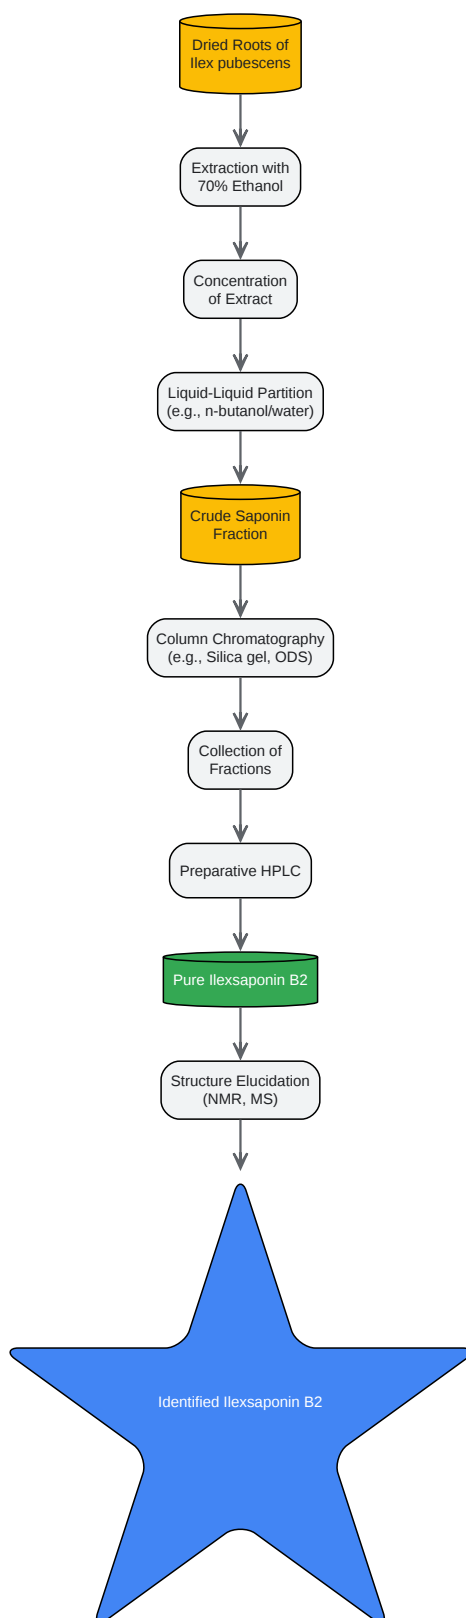 Dried Roots of
Ilex pubescens
Extraction with
70% Ethanol
Concentration
of Extract
Liquid-Liquid Partition
(e.g., n-butanol/water)
Crude Saponin
Fraction
Column Chromatography
(e.g., Silica gel, ODS)
Collection of
Fractions
Preparative HPLC
Pure Ilexsaponin B2
Structure Elucidation
(NMR, MS)
Identified Ilexsaponin B2